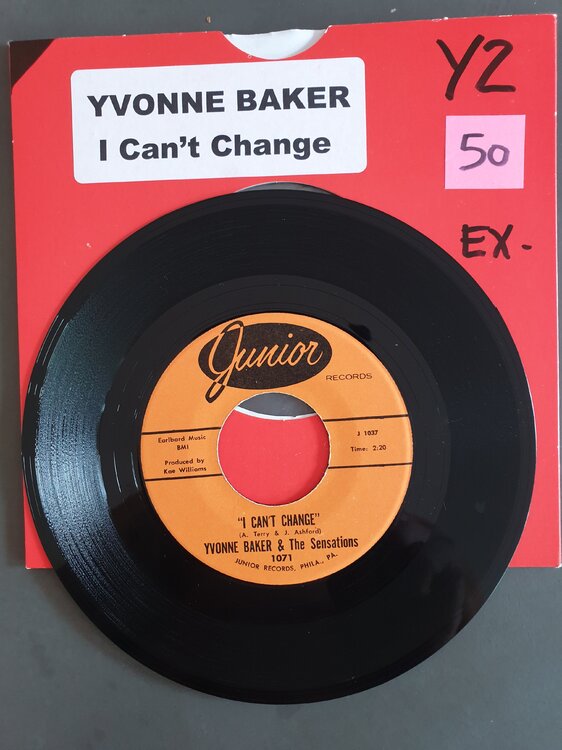 YVONNE BAKER
I Can't Change
Y2
50
EX-
Junior
RECORDS
Earlbard Music
BMI
Produced by
Kae Williams
J 1037
Time: 2:20
"I CAN'T CHANGE"
(A. Terry & J. Ashford)
YVONNE BAKER & The Sensations
1071
JUNIOR RECORDS, PHILA., PA.